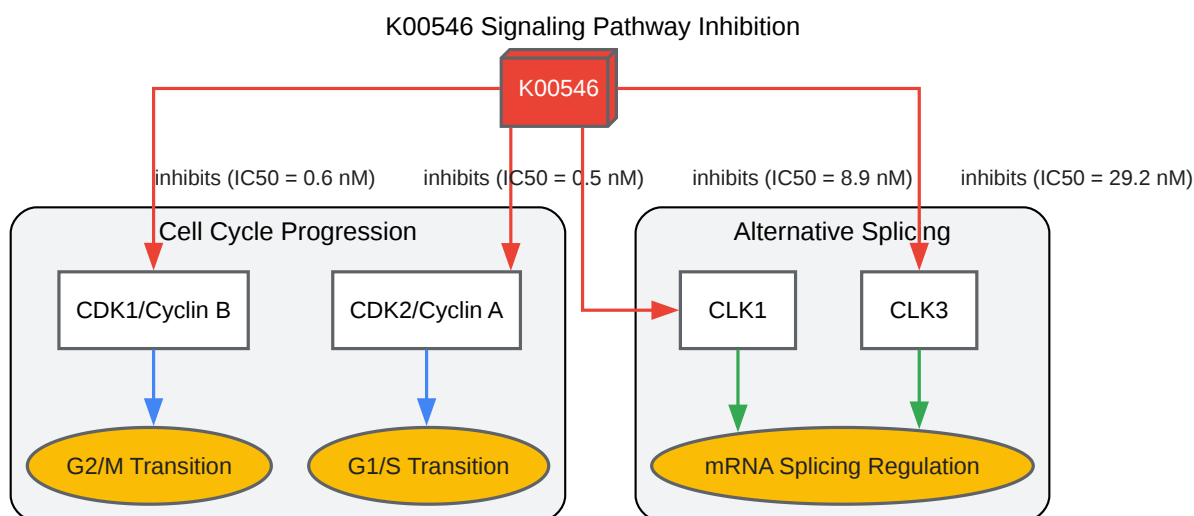 K00546 Signaling Pathway Inhibition
K00546
inhibits (IC50 = 0.6 nM)
inhibits (IC50 = 0.5 nM)
inhibits (IC50 = 8.9 nM)
inhibits (IC50 = 29.2 nM)
Cell Cycle Progression
Alternative Splicing
CDK1/Cyclin B
CDK2/Cyclin A
CLK1
CLK3
G2/M Transition
G1/S Transition
mRNA Splicing Regulation